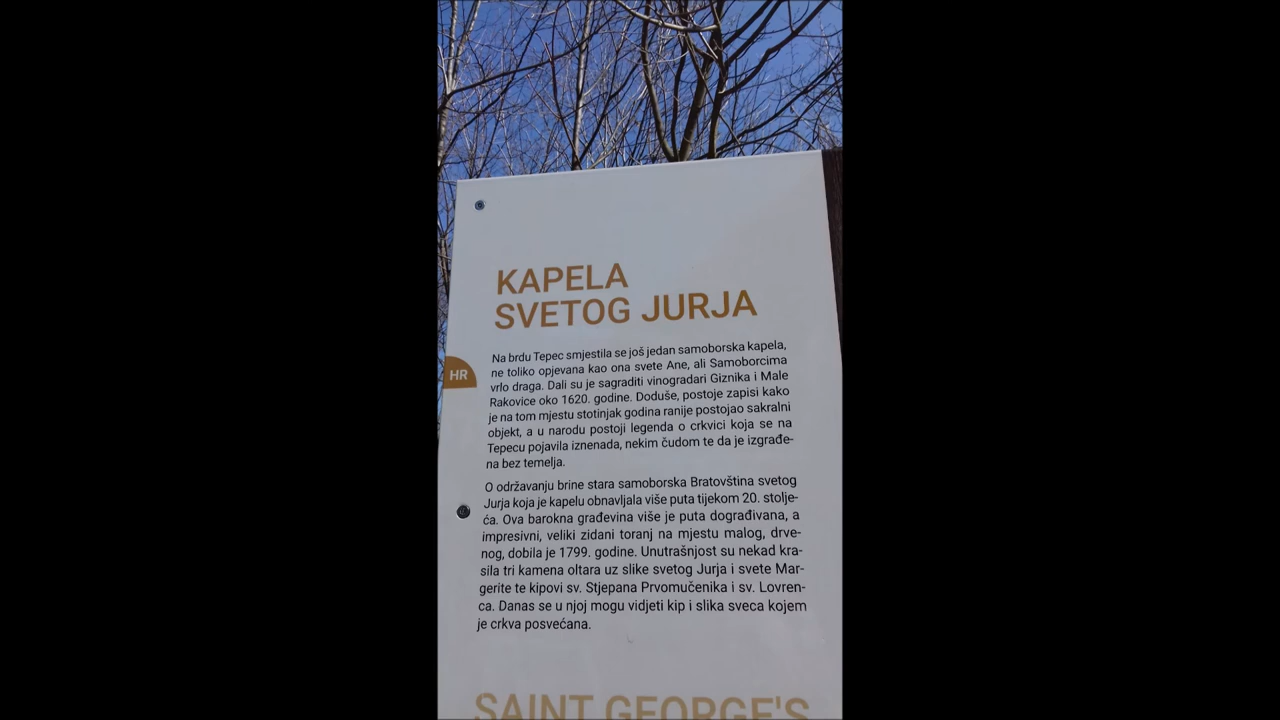 KAPELA
SVETOG JURJA
HR
Na brdu Tepec smjestila se još jedan samoborska kapela,
ne toliko opjevana kao ona svete Ane, ali Samoborcima
vrlo draga. Dali su je sagraditi vinogradari Giznika i Male
Rakovice oko 1620. godine. Doduše, postoje zapisi kako
je na tom mjestu stotinjak godina ranije postojao sakralni
objekt, a u narodu postoji legenda o crkvici koja se na
Tepecu pojavila iznenada, nekim čudom te da je izgrađe-
na bez temelja.
O održavanju brine stara samoborska Bratovština svetog
Jurja koja je kapelu obnavljala više puta tijekom 20. stolje-
ća. Ova barokna građevina više je puta dograđivana, a
impresivni, veliki zidani toranj na mjestu malog, drve-
nog, dobila je 1799. godine. Unutrašnjost su nekad kra-
sila tri kamena oltara uz slike svetog Jurja i svete Mar-
gerite te kipovi sv. Stjepana Prvomučenika i sv. Lovren-
ca. Danas se u njoj mogu vidjeti kip i slika sveca kojem
je crkva posvećana.
SAINT GEORGE'S